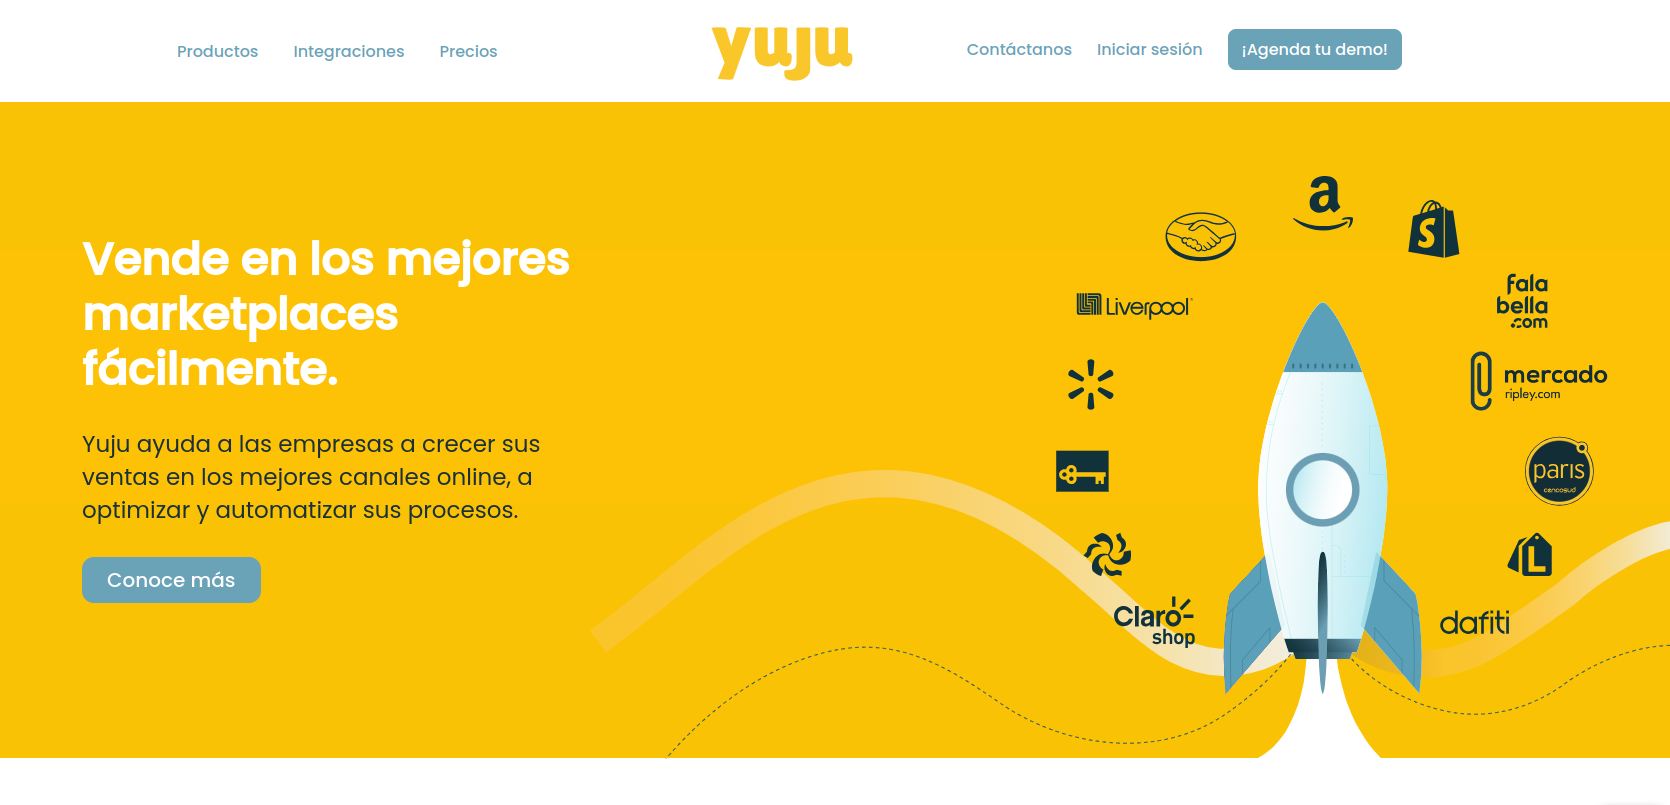 Productos
Integraciones
Precios
yuju
Contáctanos
Iniciar sesión
¡Agenda tu demo!
Vende en los mejores
marketplaces
fácilmente.
Yuju ayuda a las empresas a crecer sus
ventas en los mejores canales online, a
optimizar y automatizar sus procesos.
Conoce más
a
S
Liverpool
fala
bella
.com
mercado
ripley.com
paris
cencosud
L
Claro
shop
dafiti